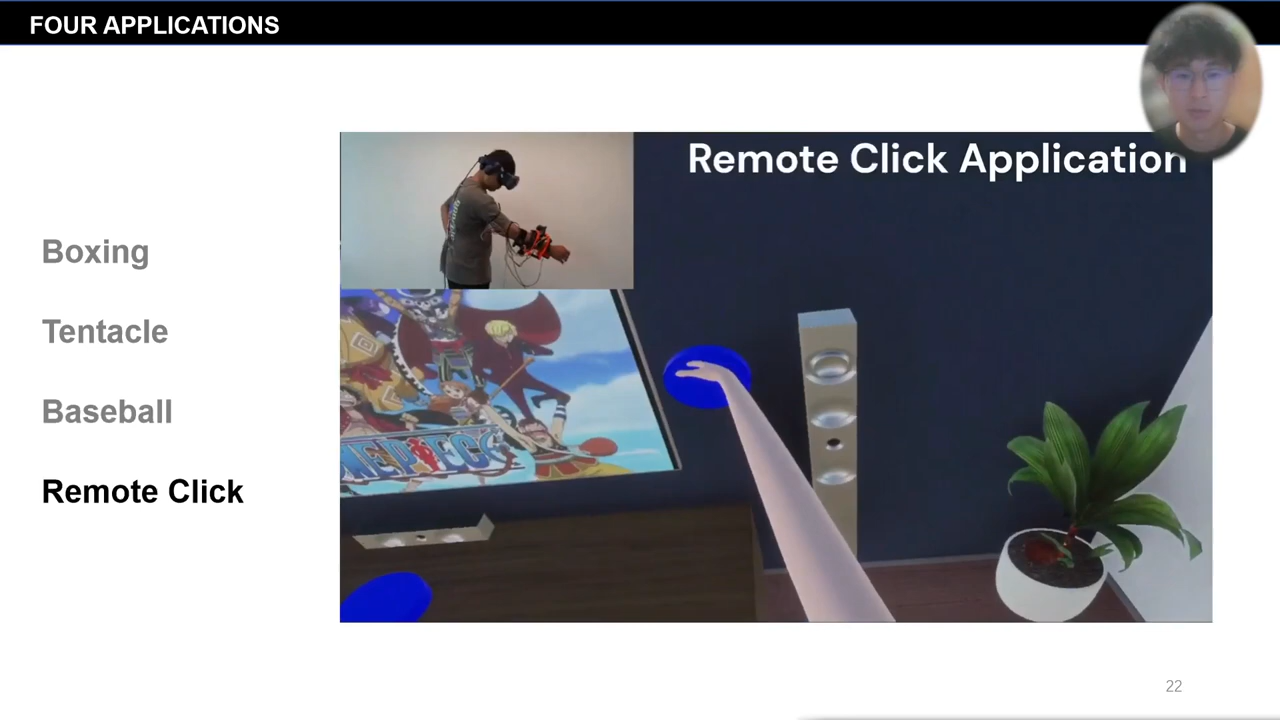 FOUR APPLICATIONS
Remote Click Application
Boxing
Tentacle
Baseball
Remote Click
22